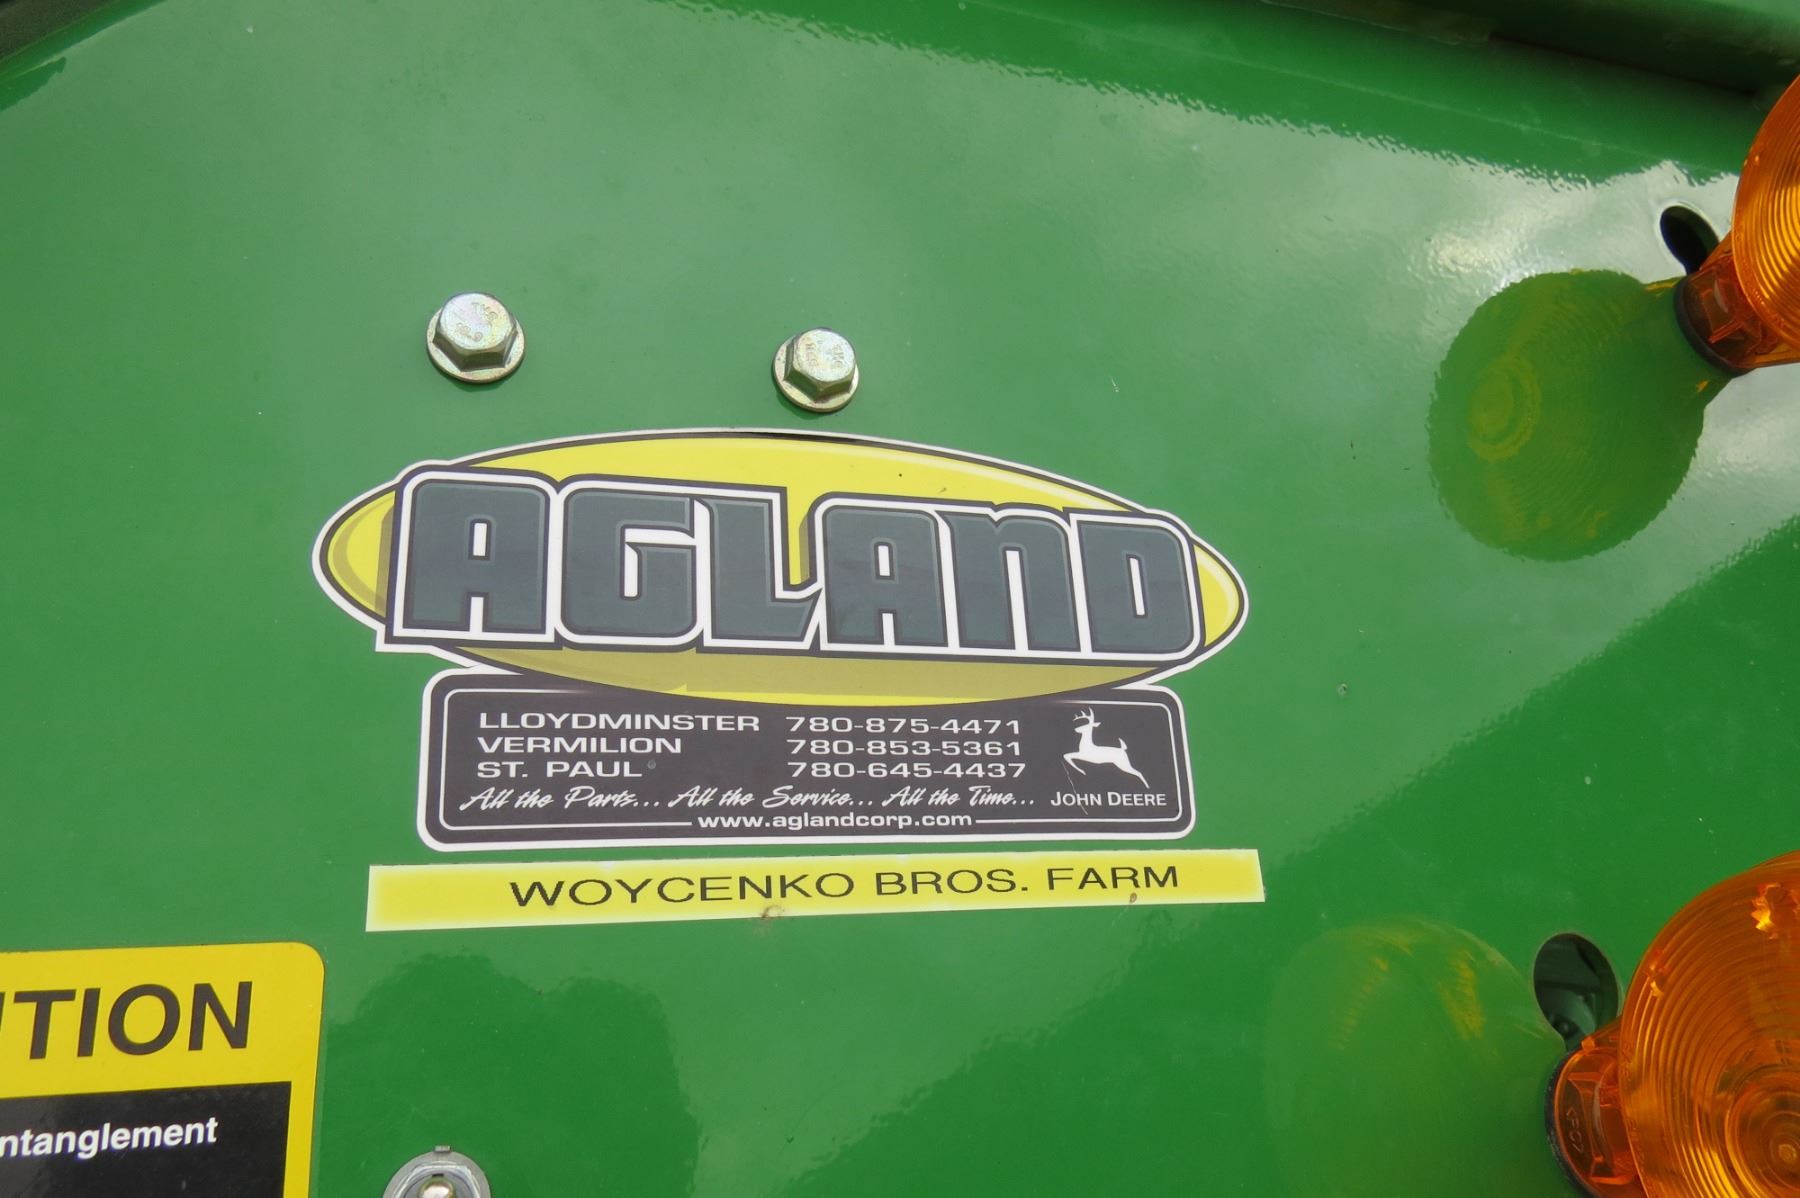 AGLAND
LLOYDMINSTER 780-875-4471
VERMILION 780-853-5361
ST. PAUL 780-645-4437
All the Parts... All the Service... All the Time... JOHN DEERE
www.aglandcorp.com
WOYCENKO BROS. FARM
UTION
ntanglement